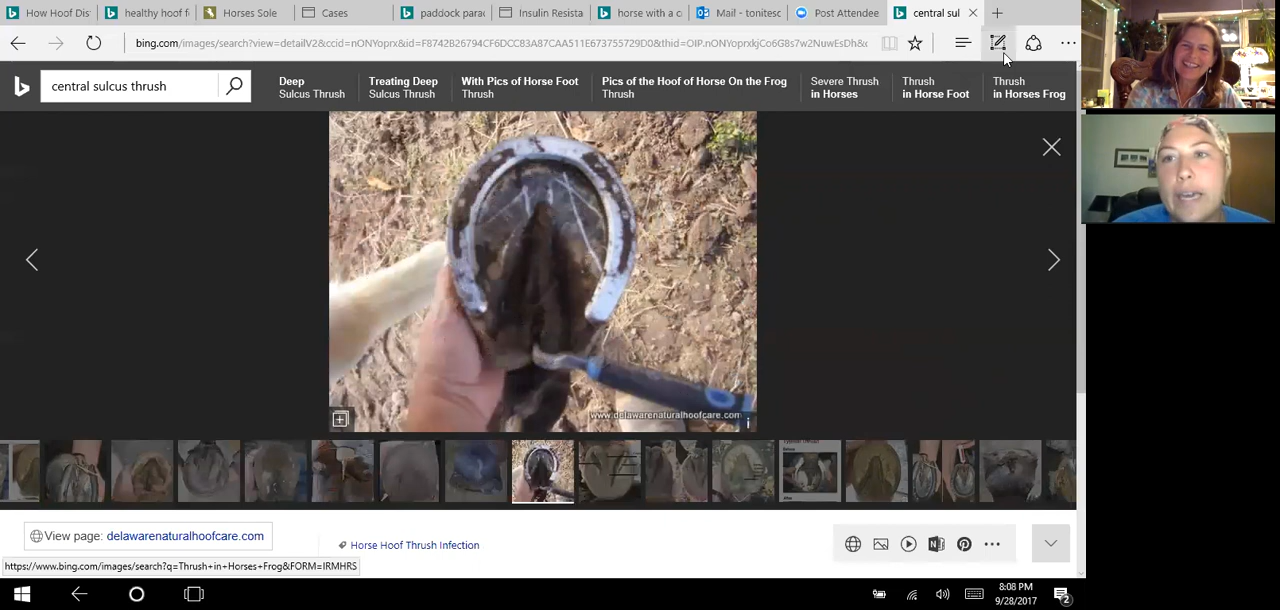 How Hoof Dis
healthy hoof f
Horses Sole
Cases
paddock para
Insulin Resista
horse with a c
Mail - tonitesc
Post Attendee
central sul
bing.com/images/search?view=detailV2&ccid=nONYoprx&id=F8742B26794CF6DCC83A87CAA511E673755729D0&thid=OIP.nONYoprxkjCo6G8s7w2NuwEsDh&c
central sulcus thrush
Deep
Sulcus Thrush
Treating Deep
Sulcus Thrush
With Pics of Horse Foot
Thrush
Pics of the Hoof of Horse On the Frog
Thrush
Severe Thrush
in Horses
Thrush
in Horse Foot
Thrush
in Horses Frog
www.delawarenaturalhoofcare.com
View page: delawarenaturalhoofcare.com
Horse Hoof Thrush Infection
https://www.bing.com/images/search?q=Thrush+in+Horses+Frog&FORM=IRMHRS
8:08 PM
9/28/2017
2